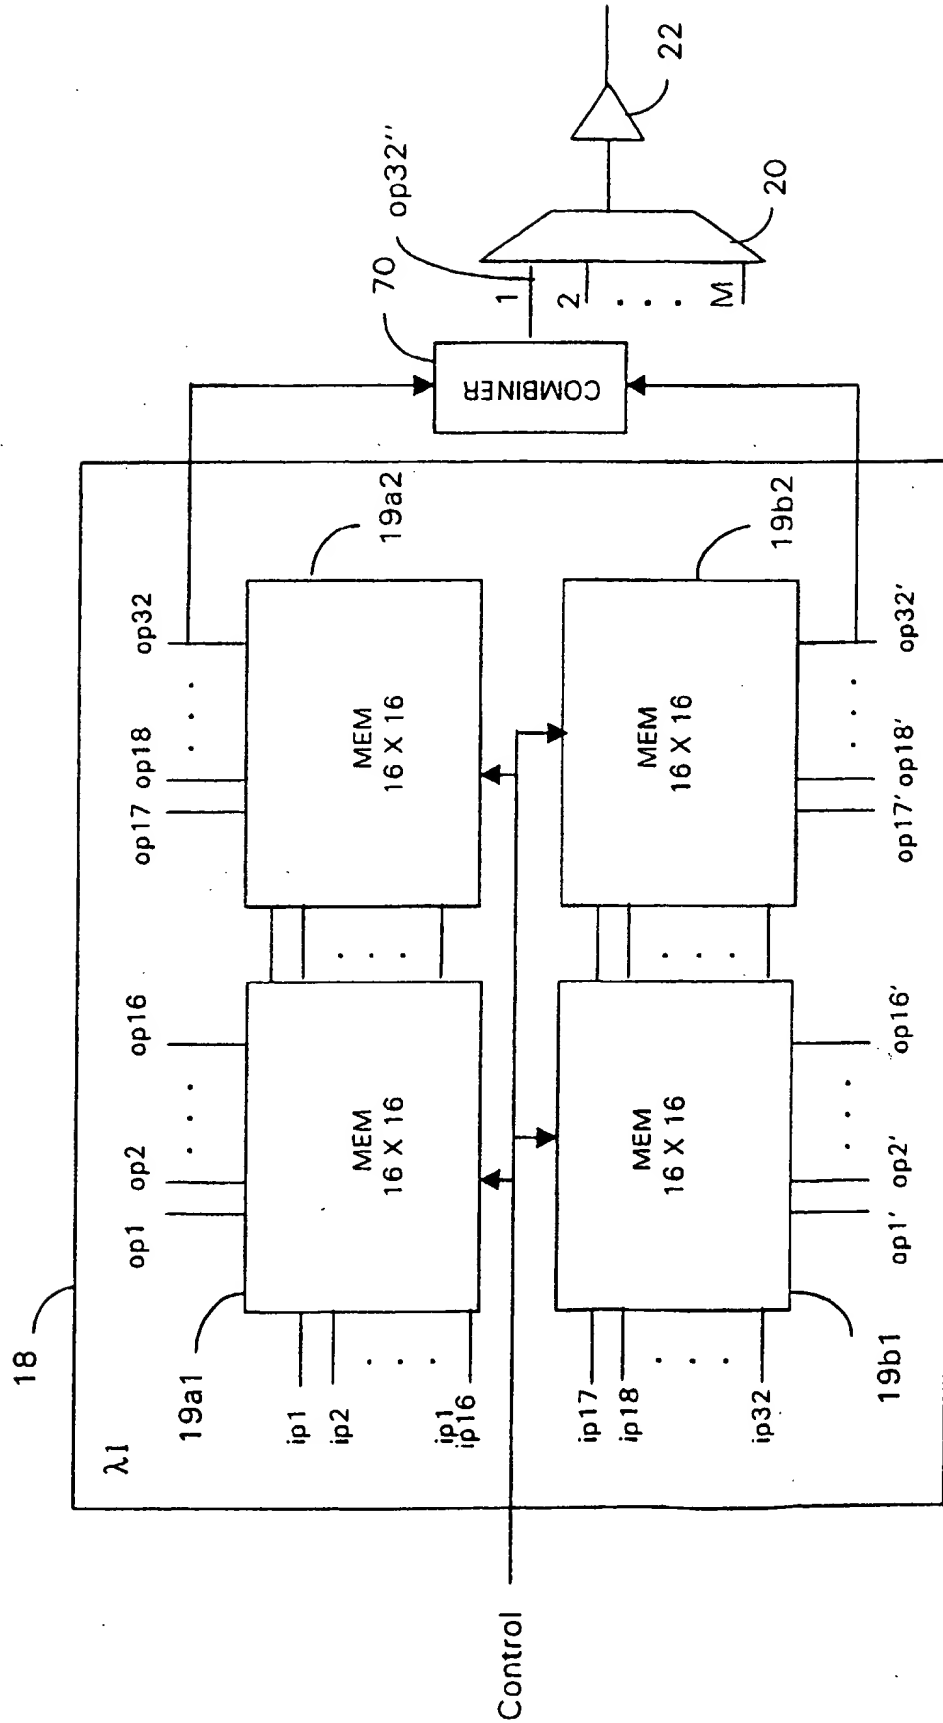 18
λ1
19a1
op1
op2
op16
op17
op18
op32
19a2
70
op32''
22
MEM
16 X 16
MEM
16 X 16
ip1
ip2
ip1
ip16
COMBINER
1
2
M
20
Control
ip17
ip18
ip32
MEM
16 X 16
MEM
16 X 16
19b1
op1'
op2'
op16'
op17'
op18'
op32'
19b2